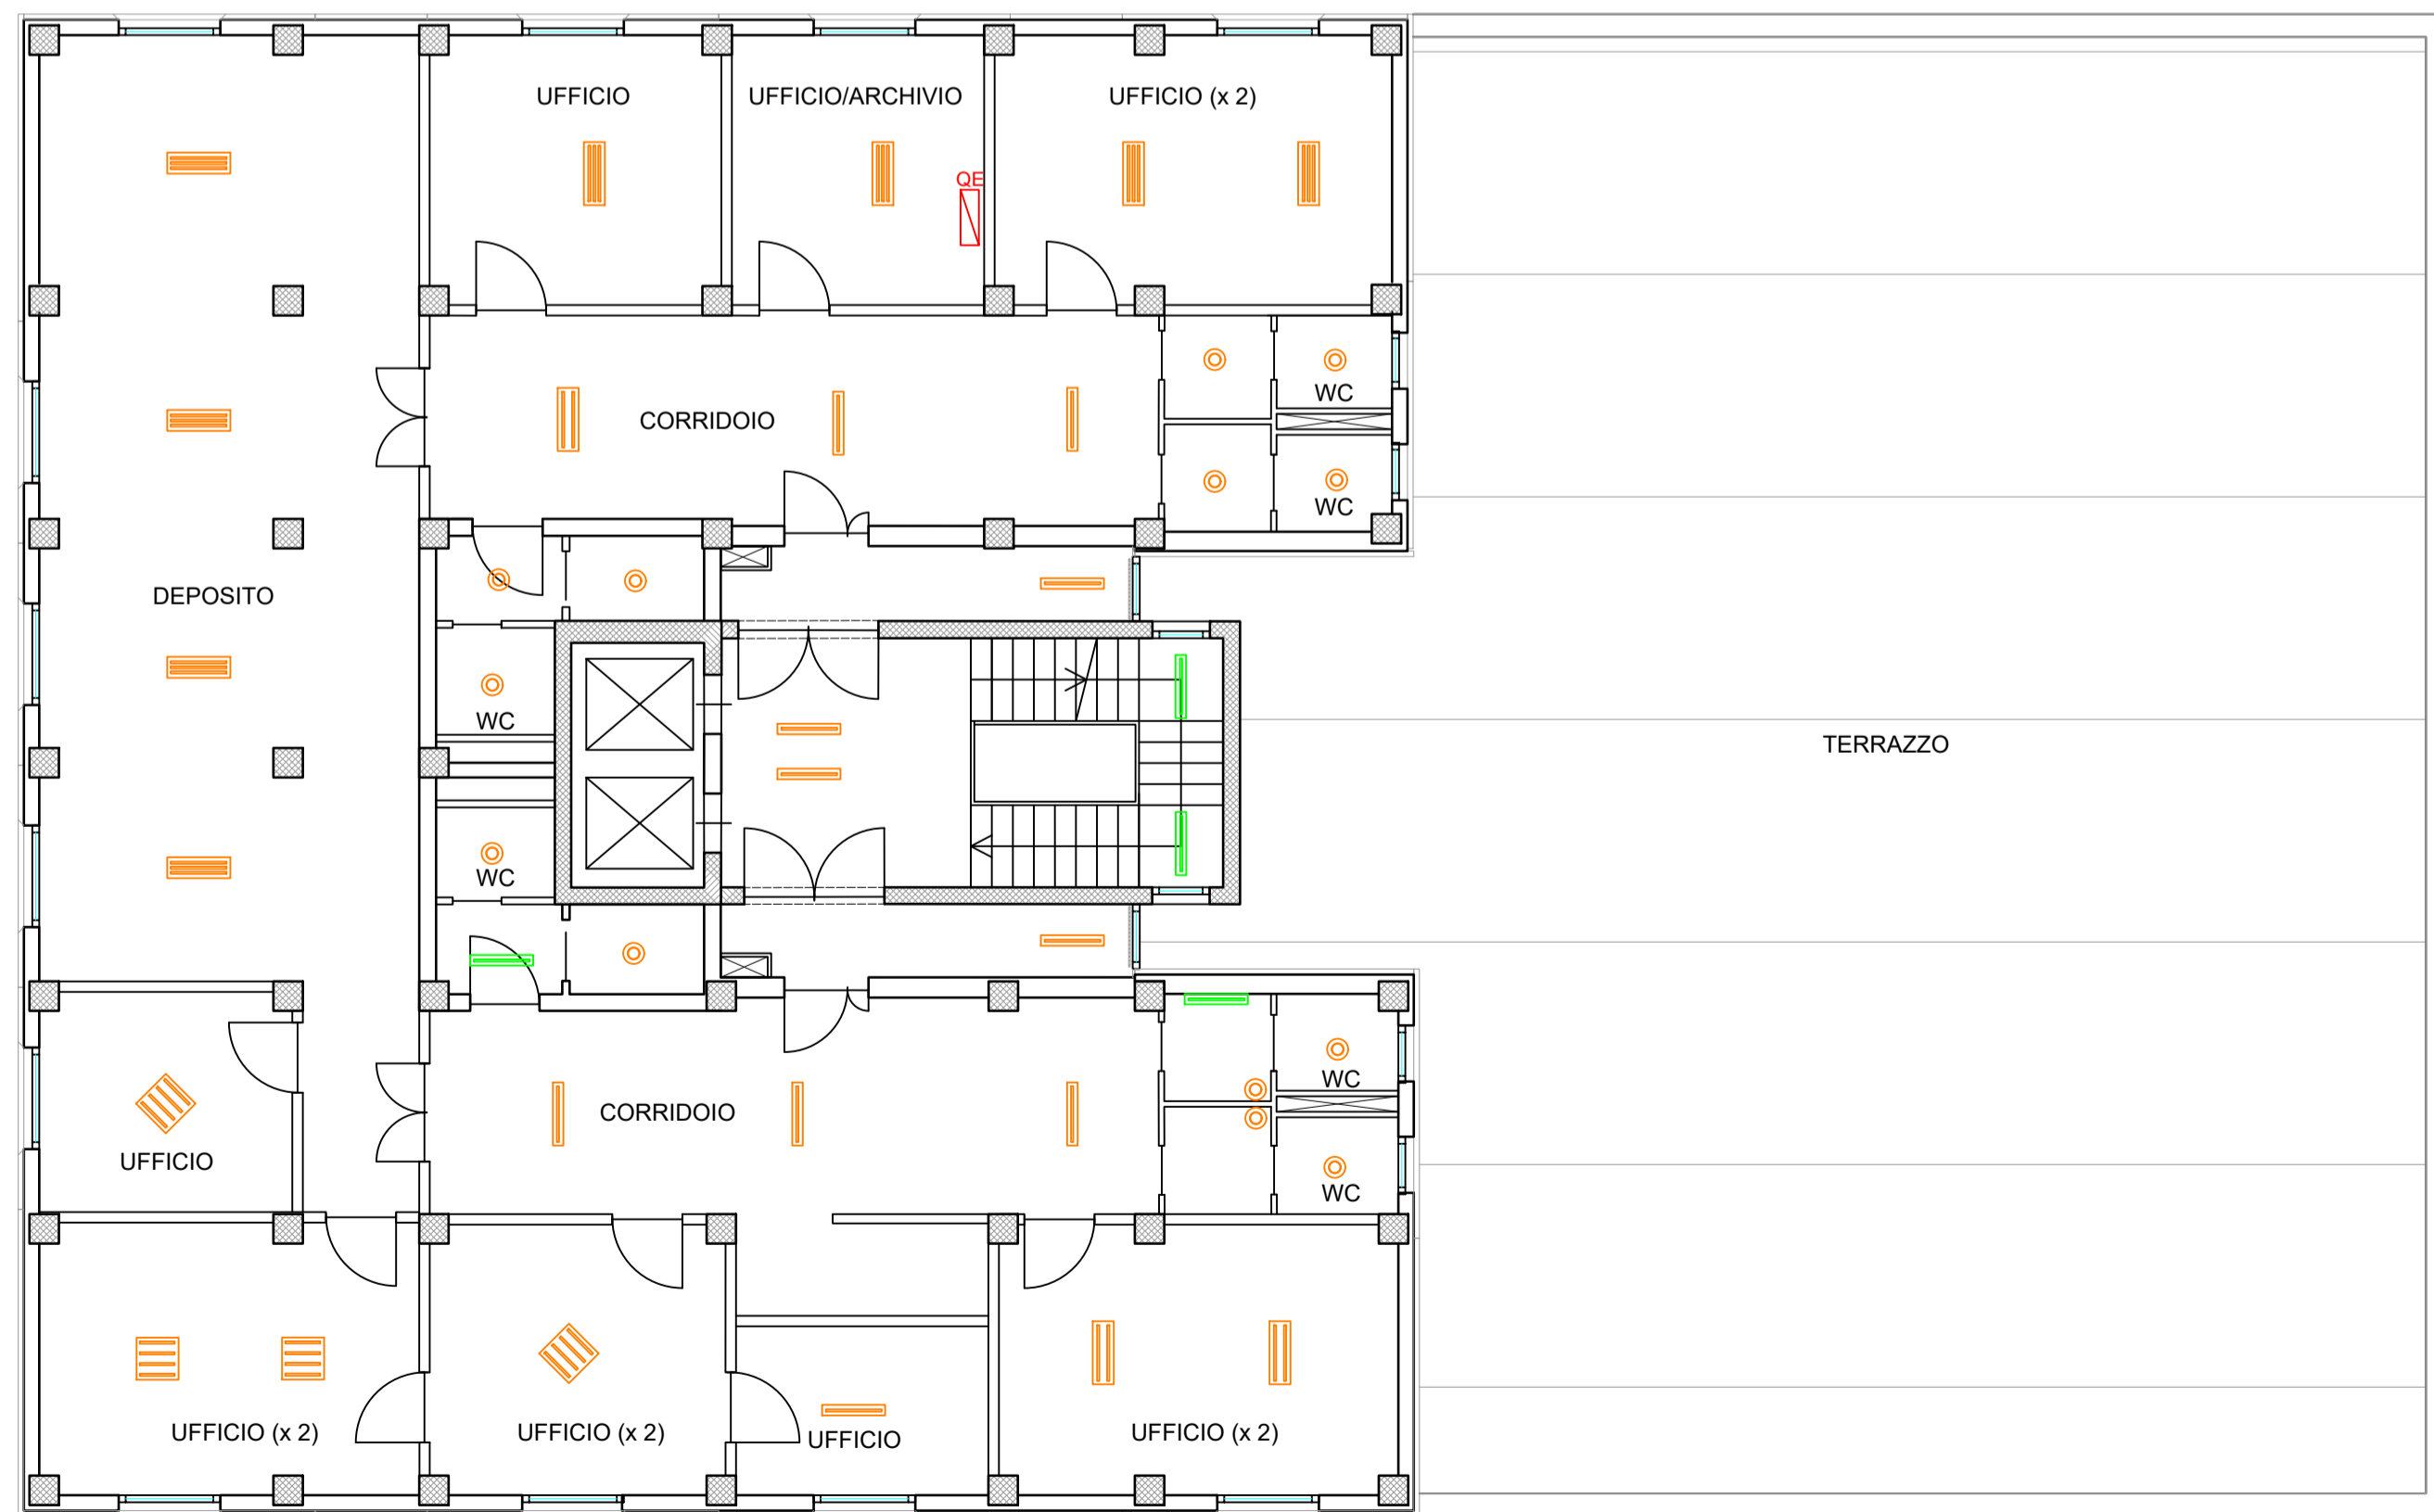 UFFICIO
UFFICIO/ARCHIVIO
UFFICIO (x 2)
QE
WC
CORRIDOIO
WC
DEPOSITO
WC
TERRAZZO
WC
WC
CORRIDOIO
UFFICIO
WC
UFFICIO (x 2)
UFFICIO (x 2)
UFFICIO
UFFICIO (x 2)